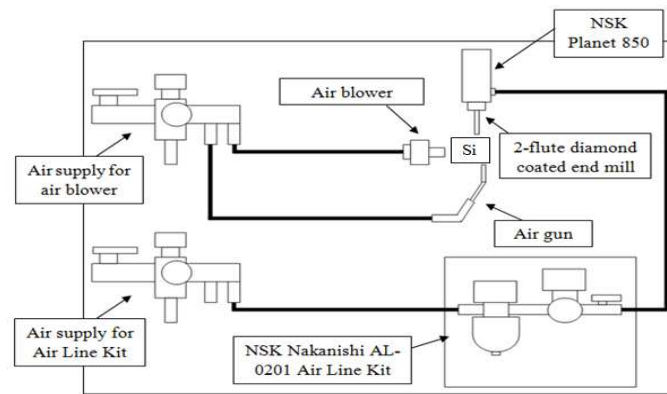 NSK
Planet 850
Air blower
Si
2-flute diamond
coated end mill
Air supply for
air blower
Air gun
Air supply for
Air Line Kit
NSK Nakanishi AL-
0201 Air Line Kit